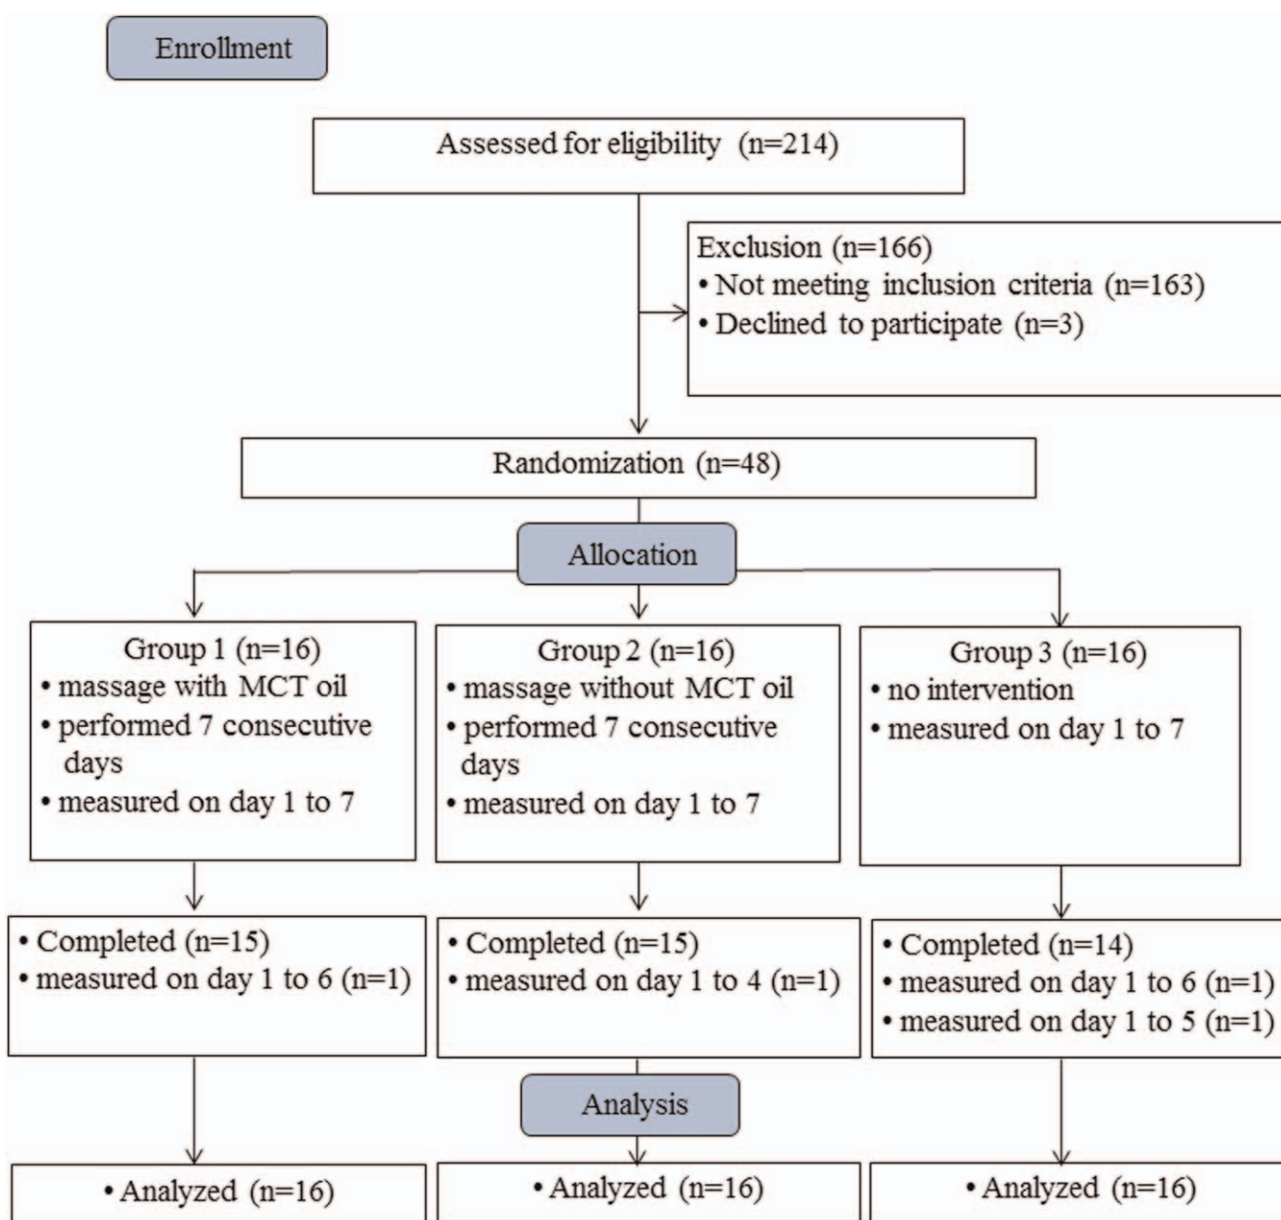 Enrollment
Assessed for eligibility (n=214)
Exclusion (n=166)
• Not meeting inclusion criteria (n=163)
• Declined to participate (n=3)
Randomization (n=48)
Allocation
Group 1 (n=16)
• massage with MCT oil
• performed 7 consecutive
days
• measured on day 1 to 7
Group 2 (n=16)
• massage without MCT oil
• performed 7 consecutive
days
• measured on day 1 to 7
Group 3 (n=16)
• no intervention
• measured on day 1 to 7
• Completed (n=15)
• measured on day 1 to 6 (n=1)
• Completed (n=15)
• measured on day 1 to 4 (n=1)
• Completed (n=14)
• measured on day 1 to 6 (n=1)
• measured on day 1 to 5 (n=1)
Analysis
• Analyzed (n=16)
• Analyzed (n=16)
• Analyzed (n=16)